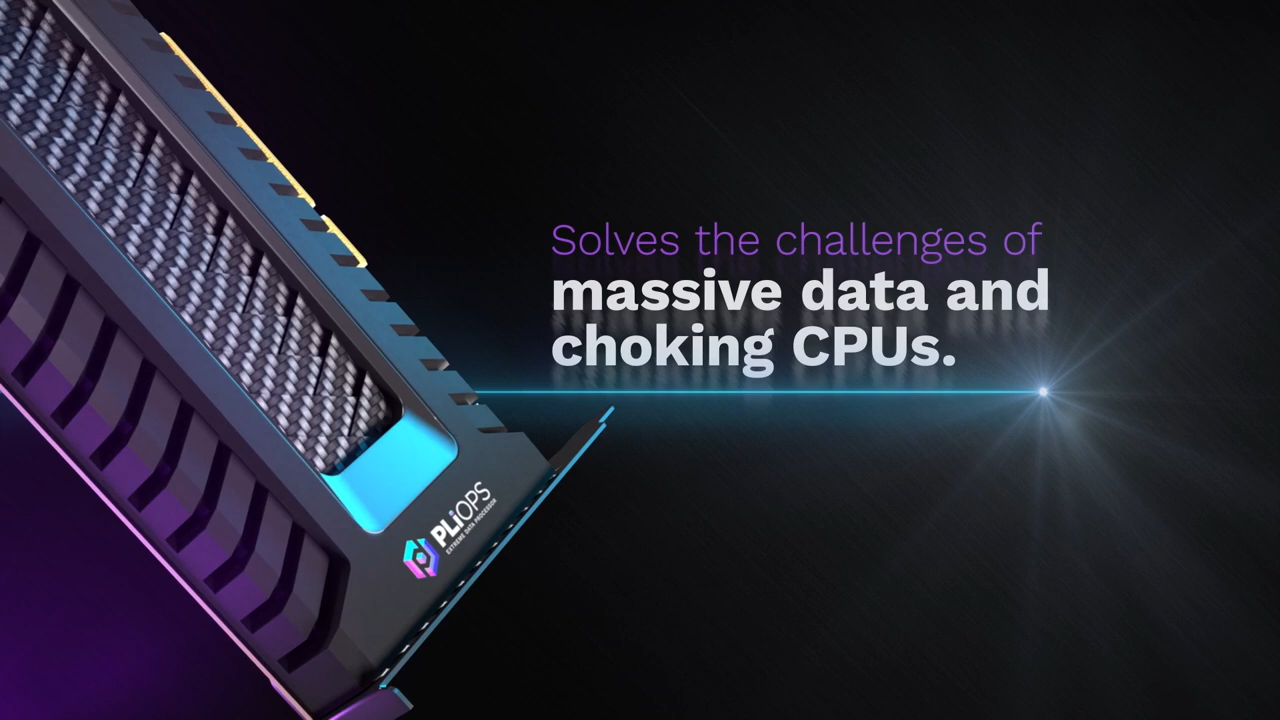 Solves the challenges of
massive data and
choking CPUs.
PLiOPS
EXTREME DATA PROCESSOR